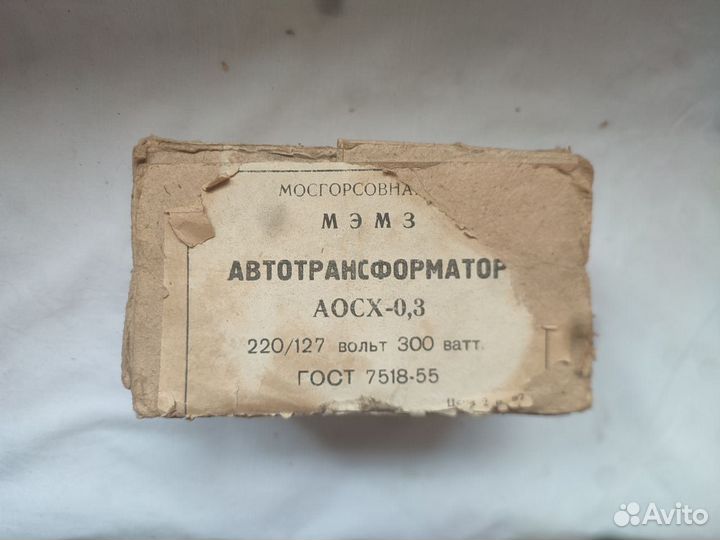 МОСГОРСОВНА
МЭМЗ
АВТОТРАНСФОРМАТОР
АОСХ-0,3
220/127 вольт 300 ватт.
ГОСТ 7518-55
Avito